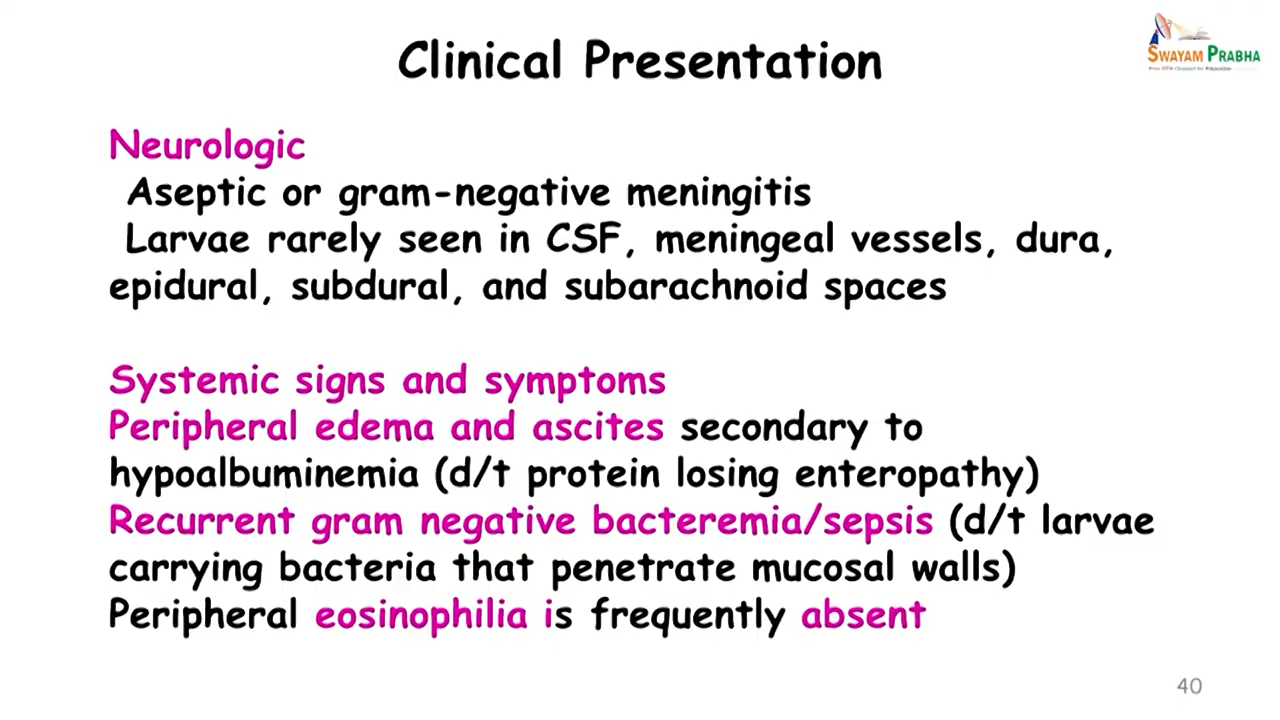 Clinical Presentation
SWAYAM PRABHA
Neurologic
Aseptic or gram-negative meningitis
Larvae rarely seen in CSF, meningeal vessels, dura,
epidural, subdural, and subarachnoid spaces
Systemic signs and symptoms
Peripheral edema and ascites secondary to
hypoalbuminemia (d/t protein losing enteropathy)
Recurrent gram negative bacteremia/sepsis (d/t larvae
carrying bacteria that penetrate mucosal walls)
Peripheral eosinophilia is frequently absent
40